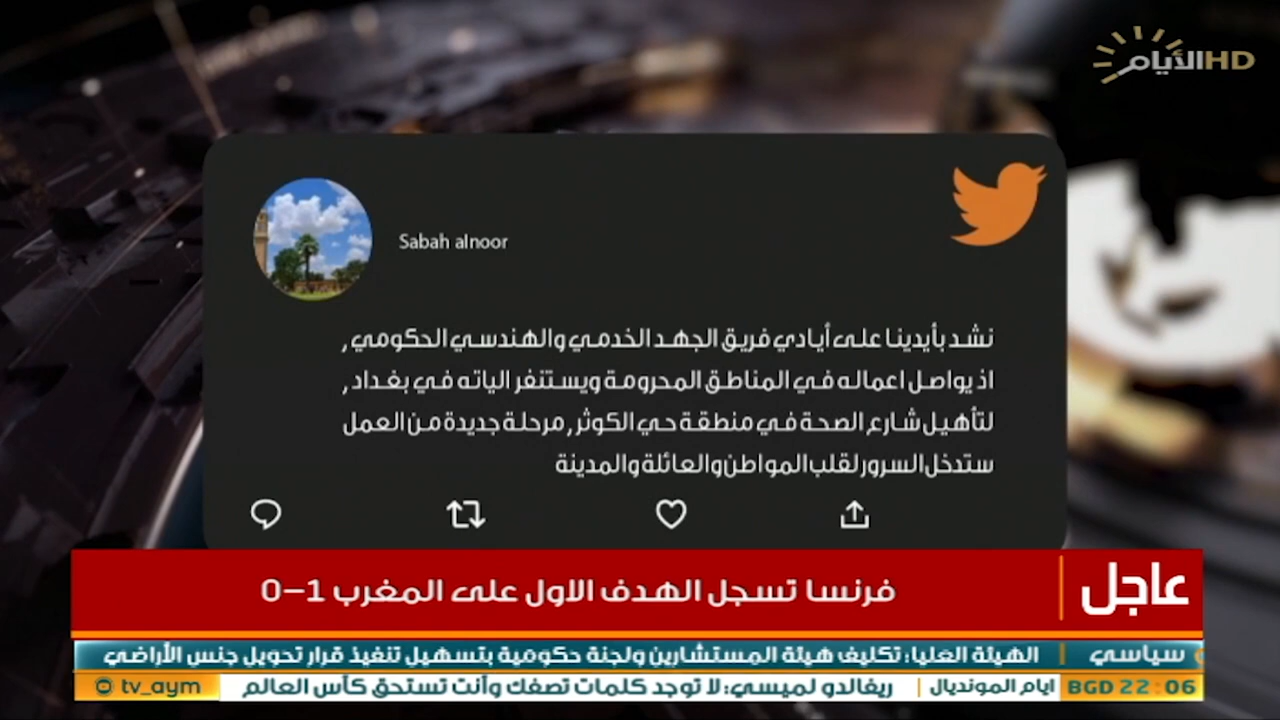 الأيام HD
Sabah alnoor
نشد بأيدينا على أيادي فريق الجهد الخدمي والهندسي الحكومي ,
اذ يواصل اعماله في المناطق المحرومة ويستنفر الياته في بغداد ,
لتأهيل شارع الصحة في منطقة حي الكوثر , مرحلة جديدة من العمل
ستدخل السرور لقلب المواطن والعائلة والمدينة
عاجل
فرنسا تسجل الهدف الاول على المغرب 1-0
سياسي
الهيئة العليا: تكليف هيئة المستشارين ولجنة حكومية بتسهيل تنفيذ قرار تحويل جنس الأراضي
BGD 22:06
ايام المونديال
ريفالدو لميسي: لا توجد كلمات تصفك وأنت تستحق كأس العالم
tv_aym